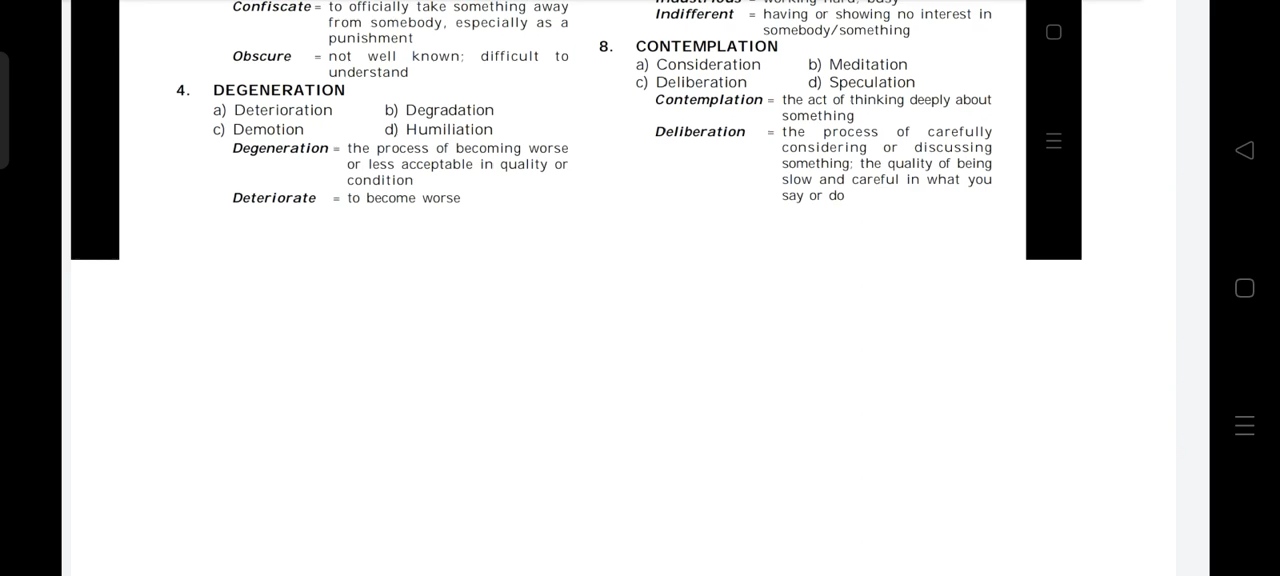 Confiscate = to officially take something away
from somebody, especially as a
punishment
Obscure = not well known; difficult to
understand
4. DEGENERATION
a) Deterioration b) Degradation
c) Demotion d) Humiliation
Degeneration = the process of becoming worse
or less acceptable in quality or
condition
Deteriorate = to become worse
Indifferent = having or showing no interest in
somebody/something
8. CONTEMPLATION
a) Consideration b) Meditation
c) Deliberation d) Speculation
Contemplation = the act of thinking deeply about
something
Deliberation = the process of carefully
considering or discussing
something; the quality of being
slow and careful in what you
say or do